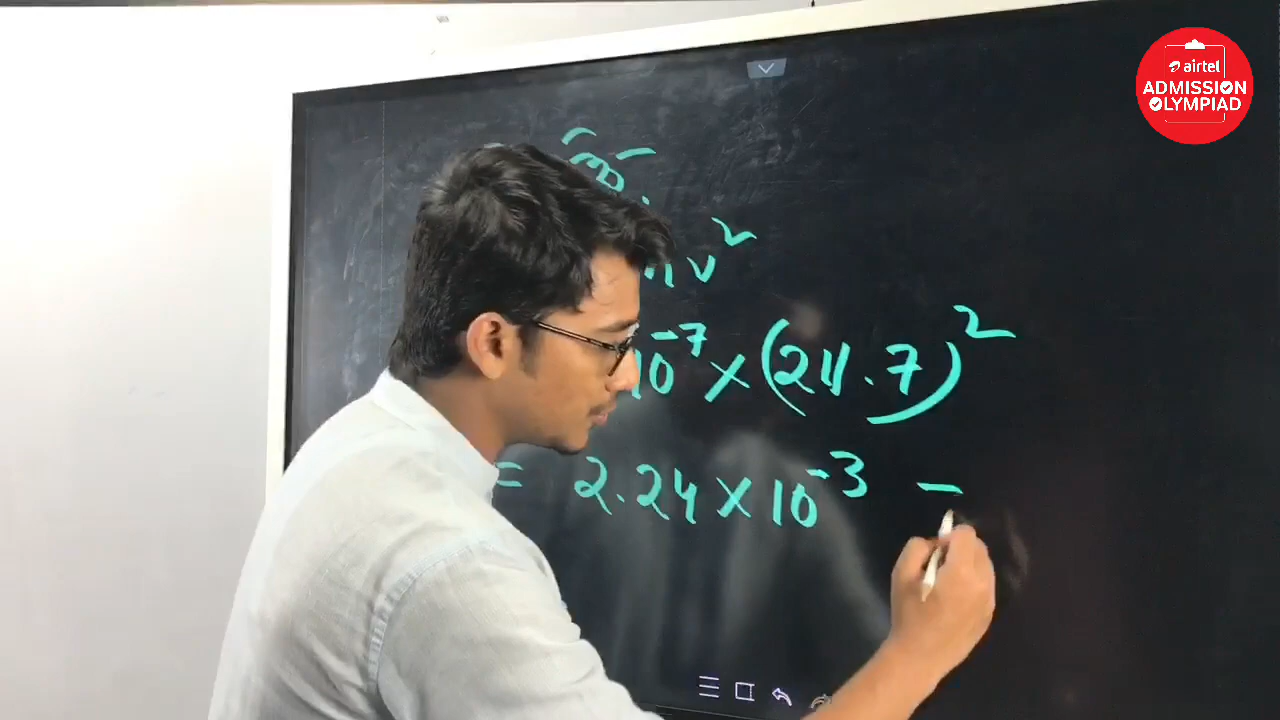 airtel
ADMISSION
OLYMPIAD
v²
10⁻⁷ × (24.7)²
= 2.24 × 10⁻³ -